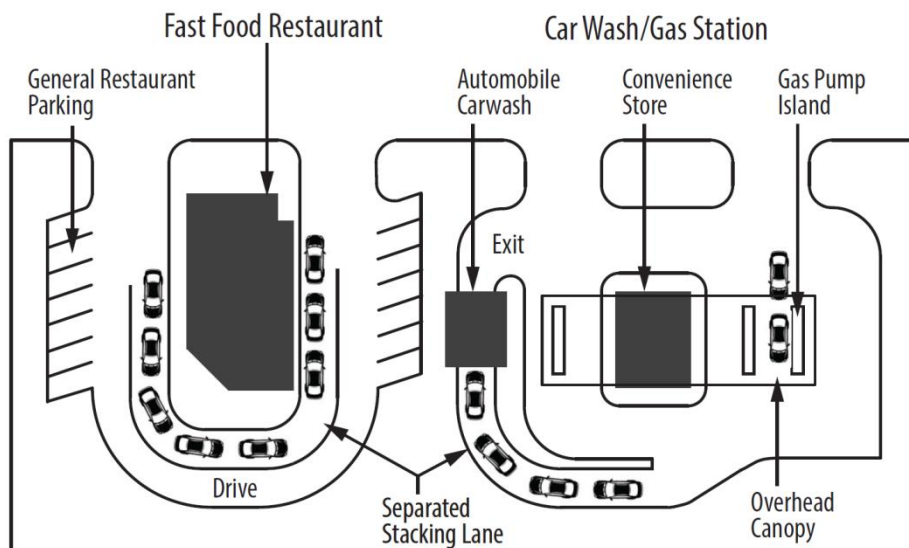 Fast Food Restaurant
Car Wash/Gas Station
General Restaurant
Parking
Automobile
Carwash
Convenience
Store
Gas Pump
Island
Exit
Drive
Separated
Stacking Lane
Overhead
Canopy